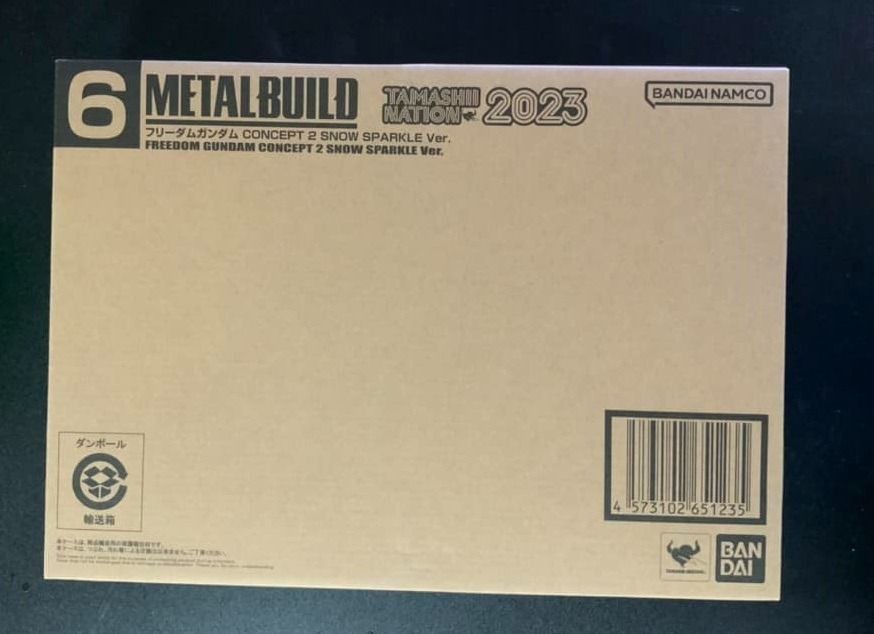 6
METALBUILD
TAMASHII
NATION 2023
BANDAI NAMCO
フリーダムガンダム CONCEPT 2 SNOW SPARKLE Ver.
FREEDOM GUNDAM CONCEPT 2 SNOW SPARKLE Ver.
ダンボール
輸送箱
4 573102 651235
BAN
DAI